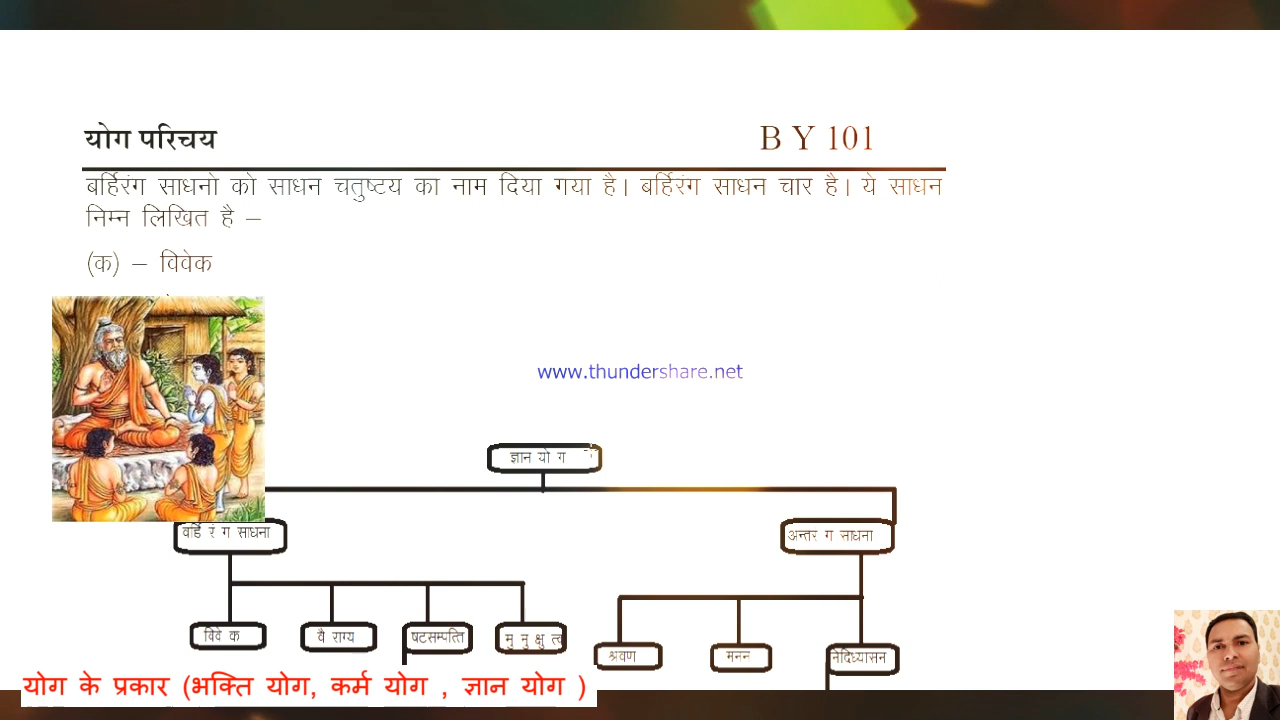 योग परिचय B Y 101
बर्हिरंग साधनो को साधन चतुष्टय का नाम दिया गया है। बर्हिरंग साधन चार है। ये साधन
निम्न लिखित है –
(क) – विवेक
www.thundershare.net
ज्ञान यो ग
वर्हि रं ग साधना अन्तर ग साधना
विवे क वै राग्य षटसम्पत्ति मु मु क्षु त्व
श्रवण मनन नेदिध्यासन
योग के प्रकार (भक्ति योग, कर्म योग , ज्ञान योग )